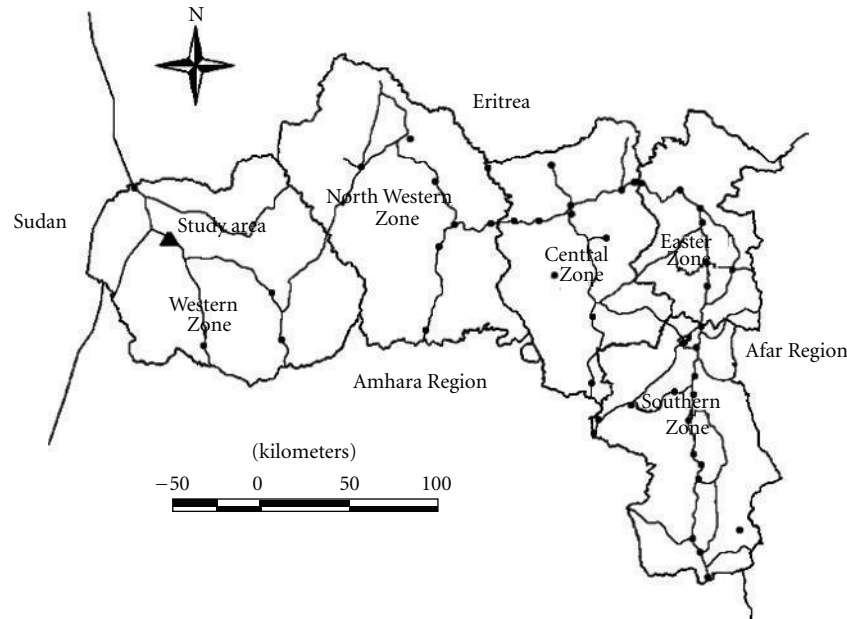 N
Eritrea
North Western
Zone
Sudan
Study area
Central
Zone
Easter
Zone
Western
Zone
Afar Region
Amhara Region
Southern
Zone
(kilometers)
−50 0 50 100